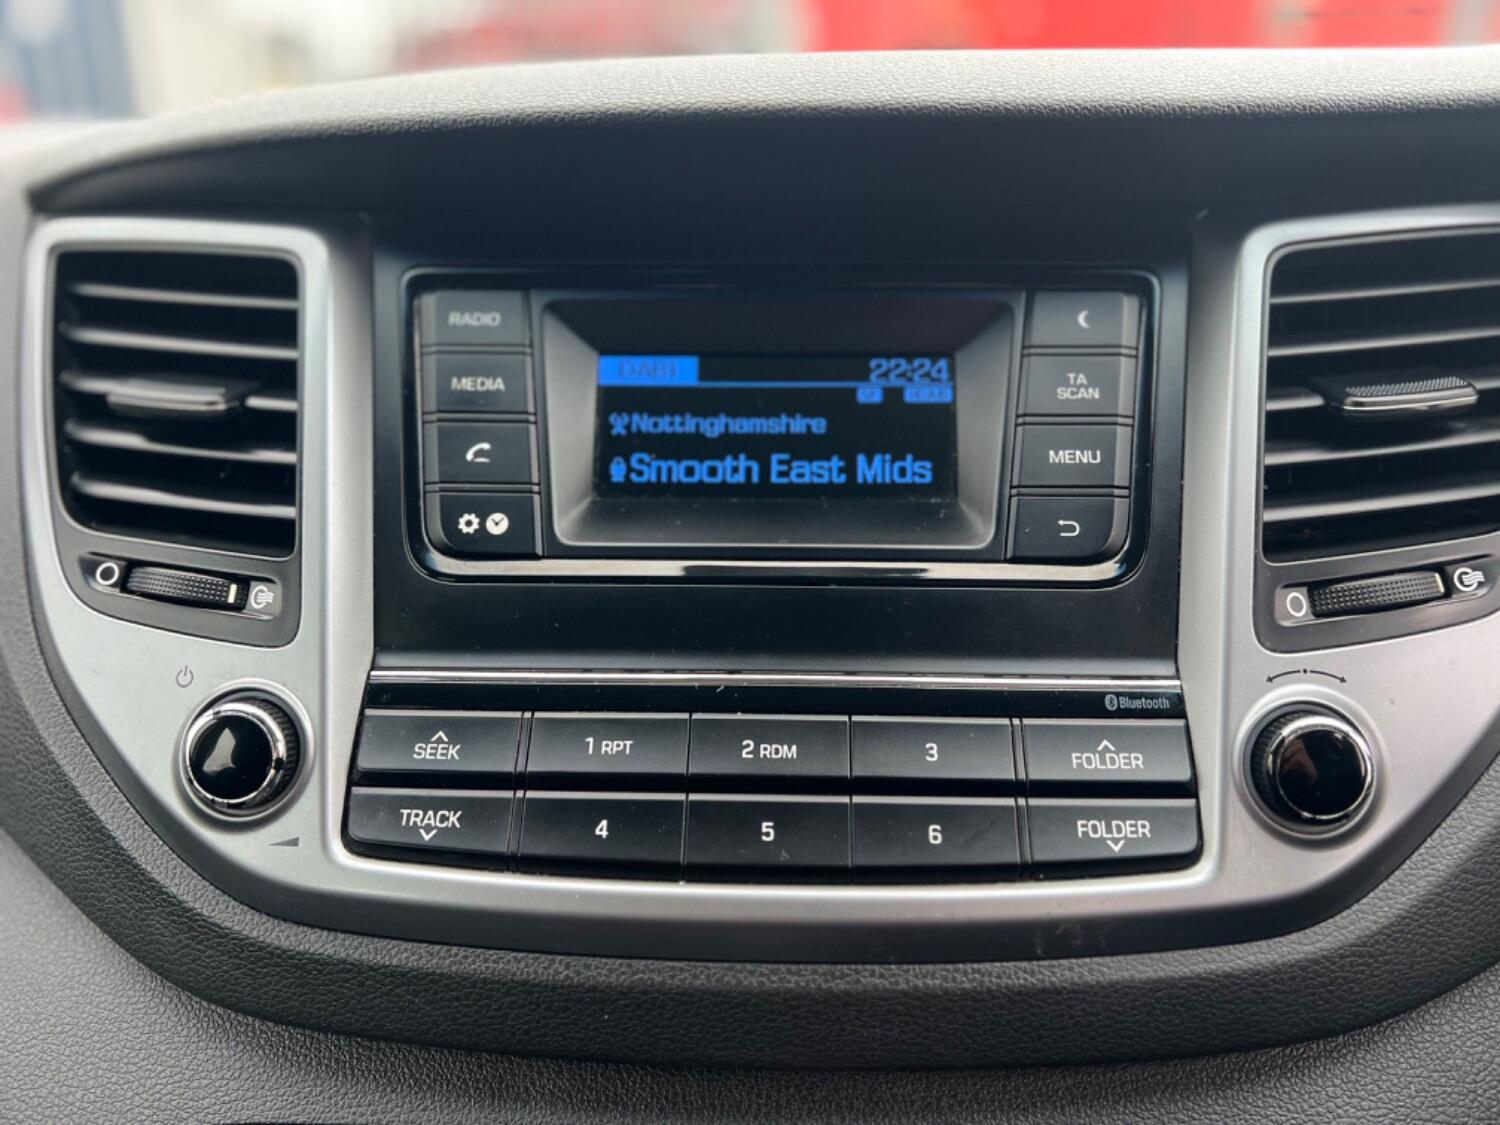 RADIO
DAB1
22:24
MEDIA
TA
SCAN
Nottinghamshire
MENU
Smooth East Mids
Bluetooth
SEEK
1 RPT
2 RDM
3
FOLDER
TRACK
4
5
6
FOLDER